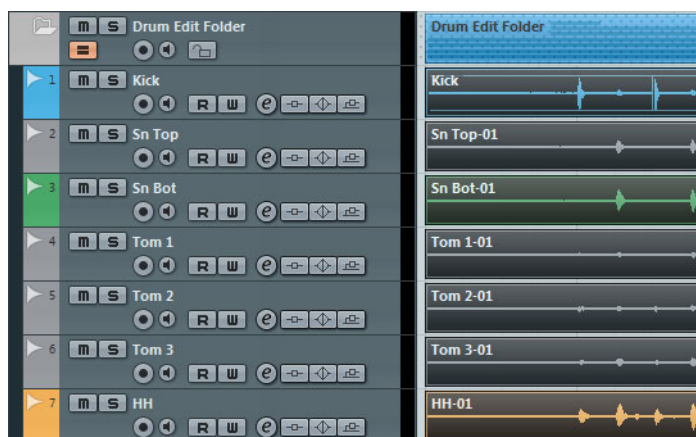 m S Drum Edit Folder
Drum Edit Folder
=
1 m S Kick
R W e
Kick
2 m S Sn Top
R W e
Sn Top-01
3 m S Sn Bot
R W e
Sn Bot-01
4 m S Tom 1
R W e
Tom 1-01
5 m S Tom 2
R W e
Tom 2-01
6 m S Tom 3
R W e
Tom 3-01
7 m S HH
R W e
HH-01